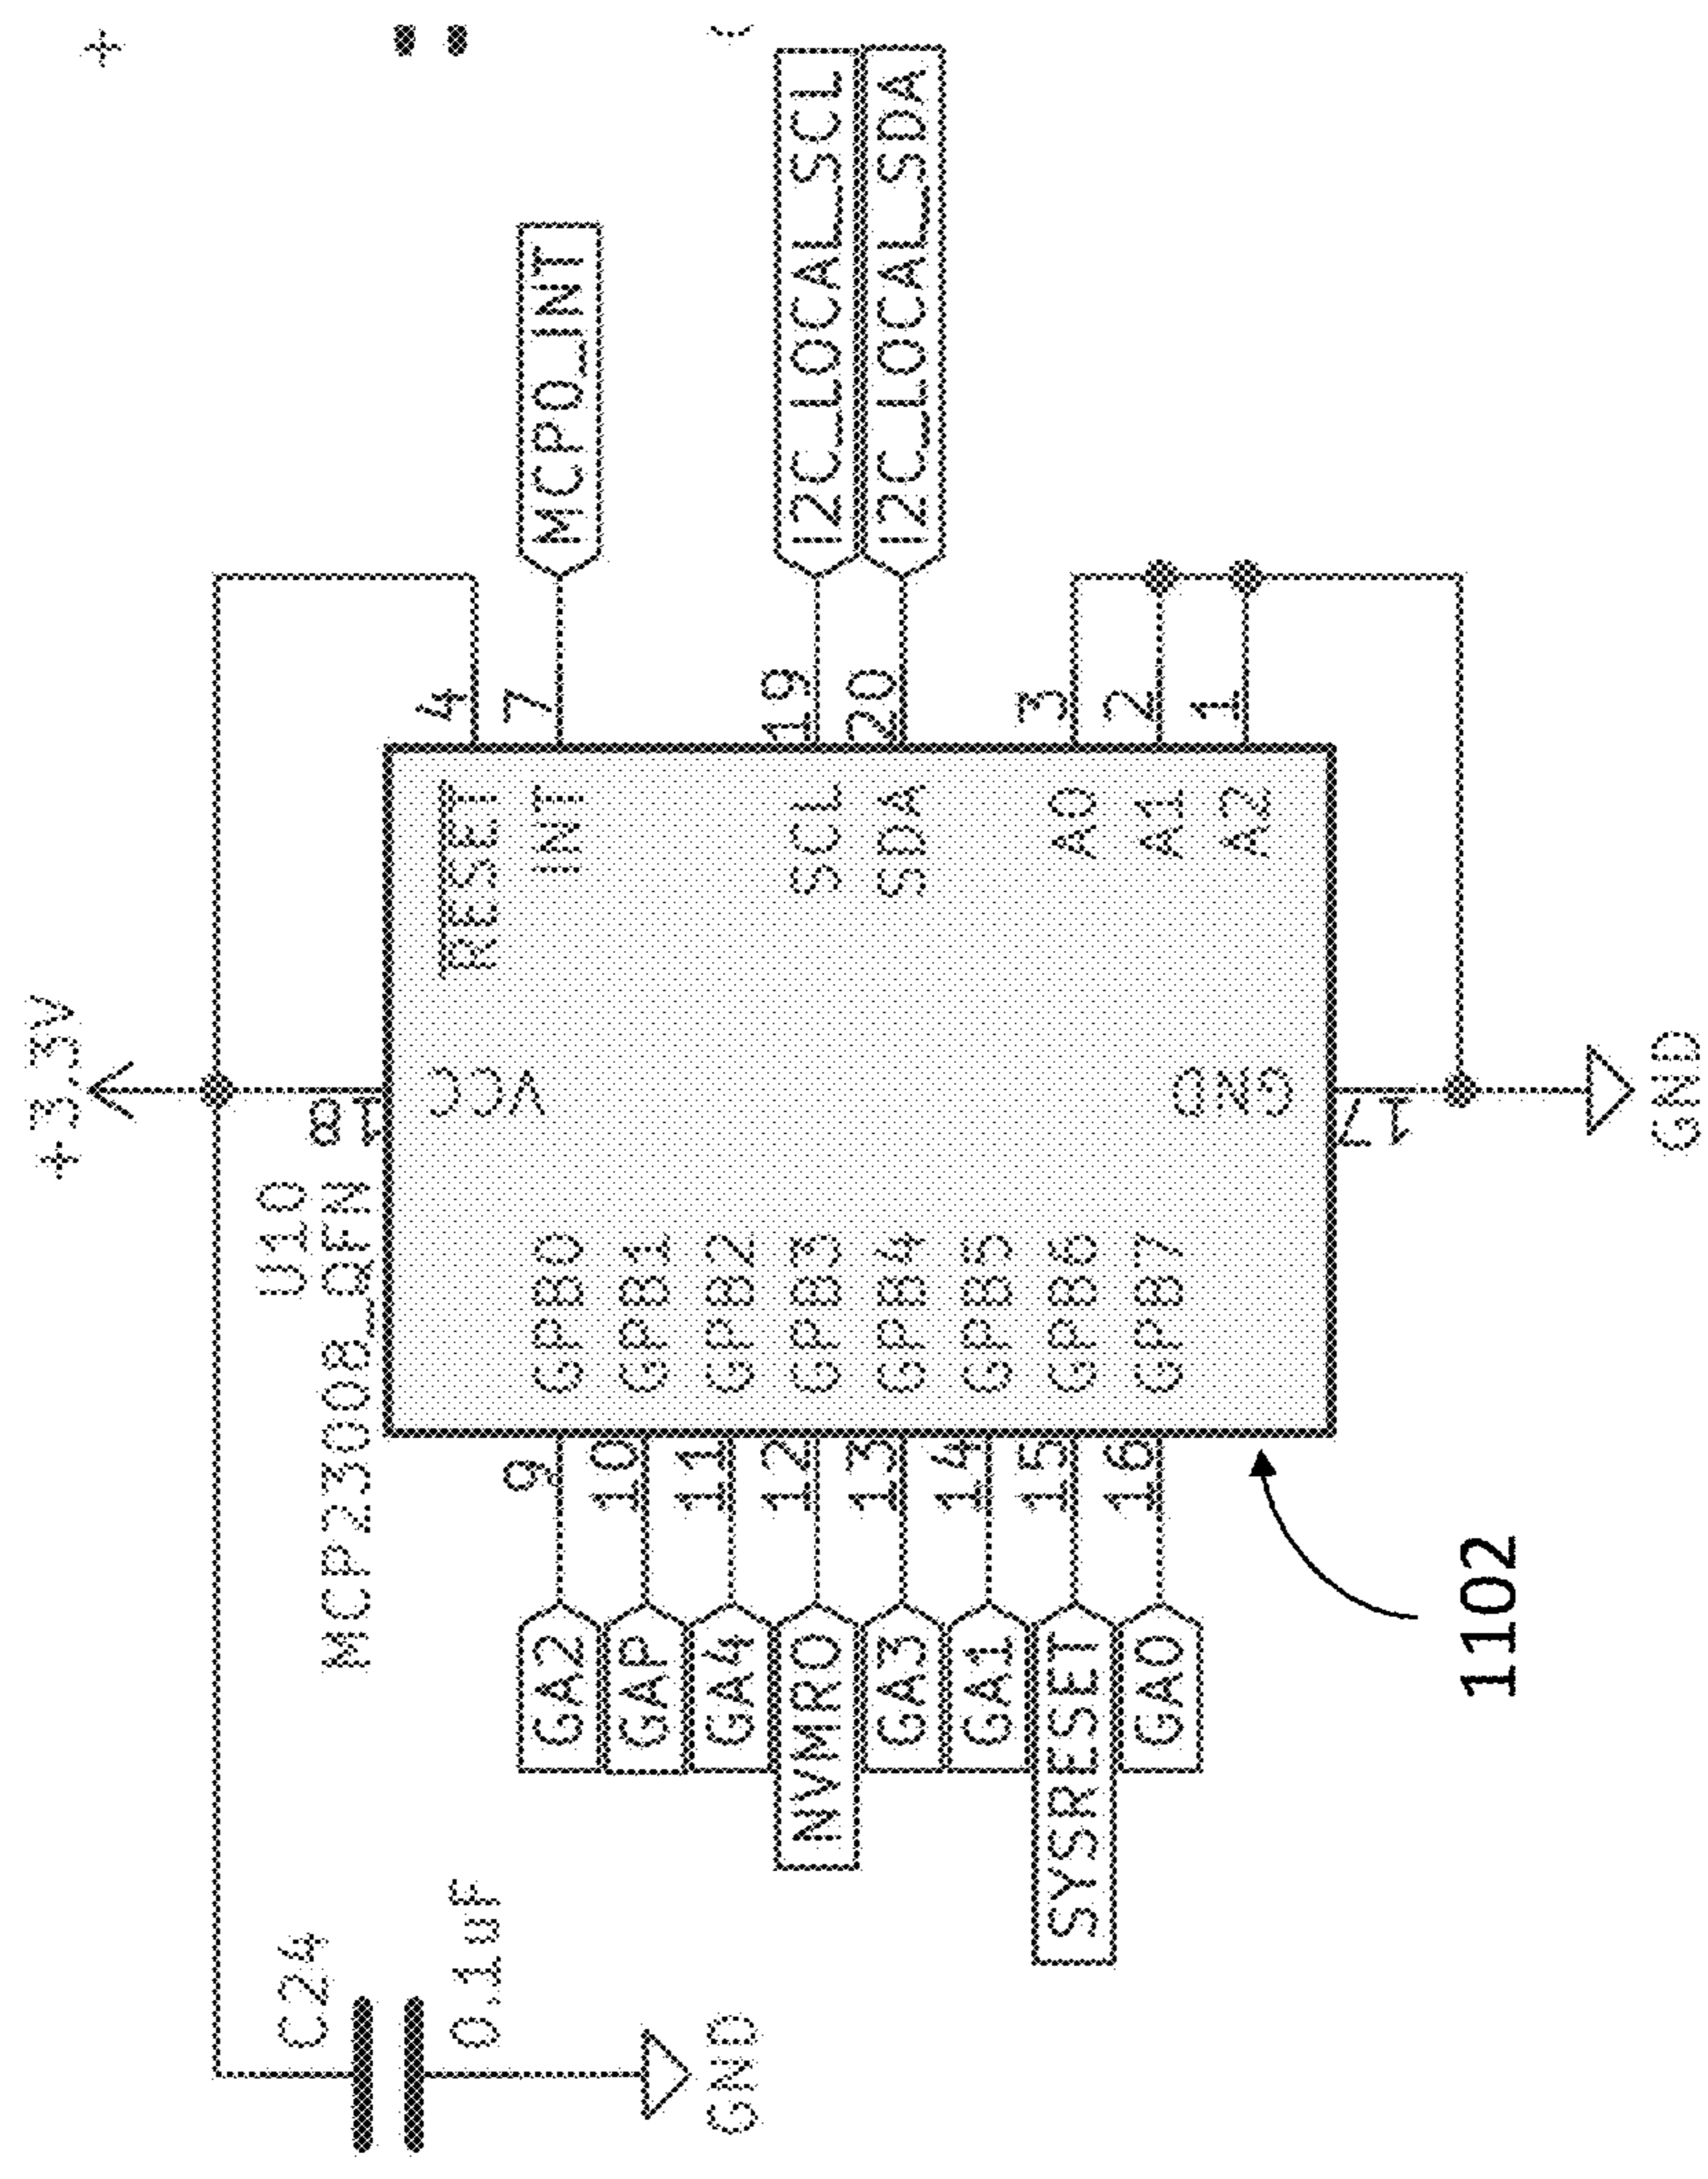 +3.3V
C24
0.1uF
GND
U10
MCP23008_QFN
18
VCC
RESET
4
INT
7
MCP0_INT
SCL
19
I2C_LOCAL_SCL
SDA
20
I2C_LOCAL_SDA
A0
3
A1
2
A2
1
GA2
9
GPB0
GAP
10
GPB1
GA4
11
GPB2
NVMRO
12
GPB3
GA3
13
GPB4
GA1
14
GPB5
SYSRESET
15
GPB6
GA0
16
GPB7
GND
17
GND
1102
+